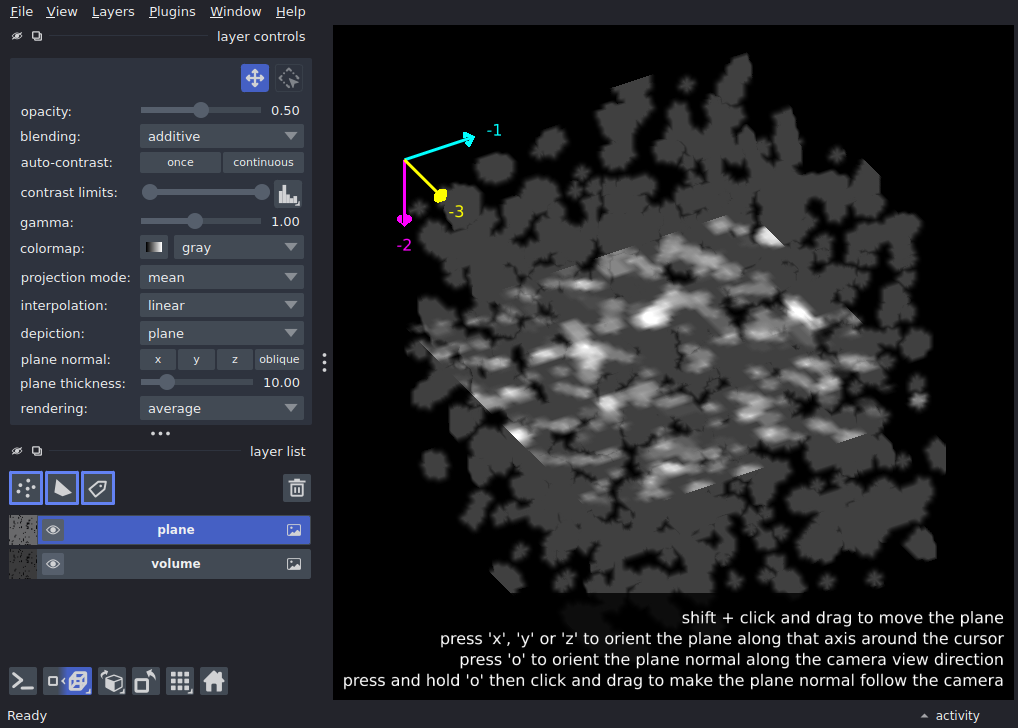 File View Layers Plugins Window Help
layer controls
opacity: 0.50
blending: additive
auto-contrast: once continuous
contrast limits:
gamma: 1.00
colormap: gray
projection mode: mean
interpolation: linear
depiction: plane
plane normal: x y z oblique
plane thickness: 10.00
rendering: average
layer list
plane
volume
Ready
-1
-3
-2
shift + click and drag to move the plane
press 'x', 'y' or 'z' to orient the plane along that axis around the cursor
press 'o' to orient the plane normal along the camera view direction
press and hold 'o' then click and drag to make the plane normal follow the camera
activity